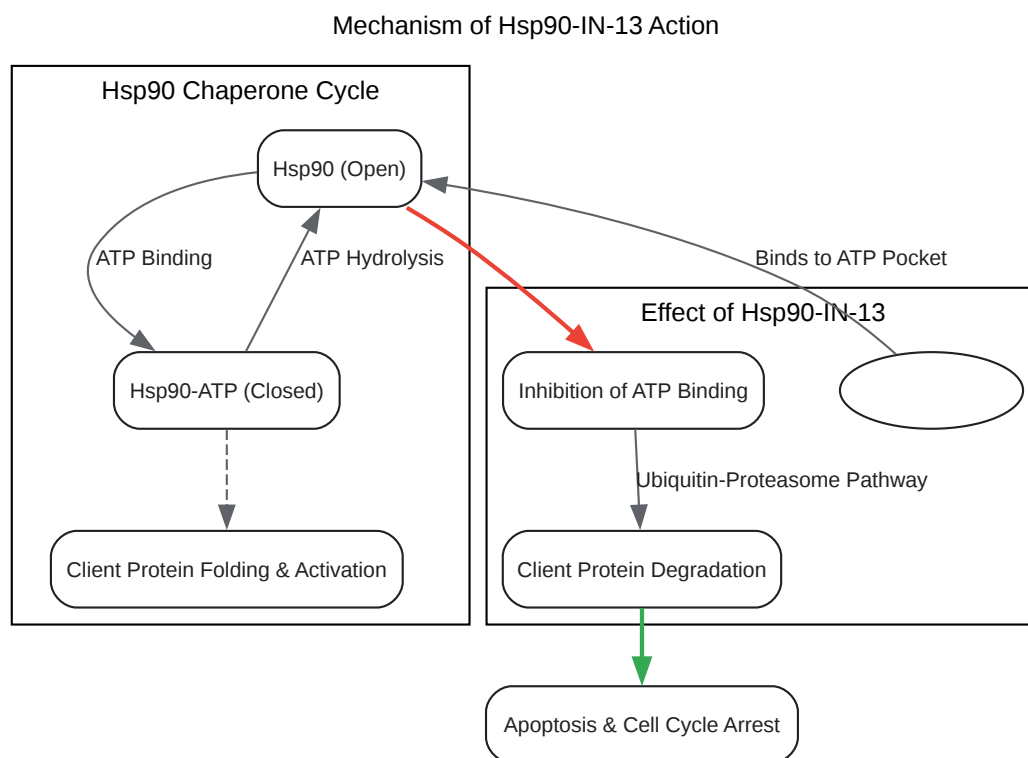 Mechanism of Hsp90-IN-13 Action
Hsp90 Chaperone Cycle
Hsp90 (Open)
ATP Binding
ATP Hydrolysis
Binds to ATP Pocket
Effect of Hsp90-IN-13
Hsp90-ATP (Closed)
Inhibition of ATP Binding
Ubiquitin-Proteasome Pathway
Client Protein Folding & Activation
Client Protein Degradation
Apoptosis & Cell Cycle Arrest